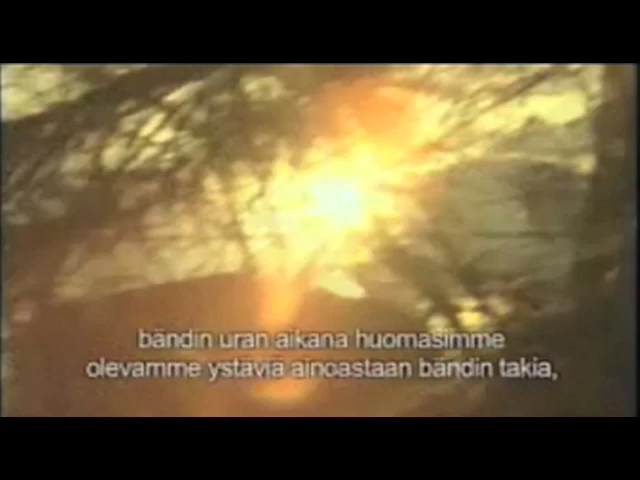 bändin uran aikana huomasimme
olevamme ystäviä ainoastaan bändin takia,